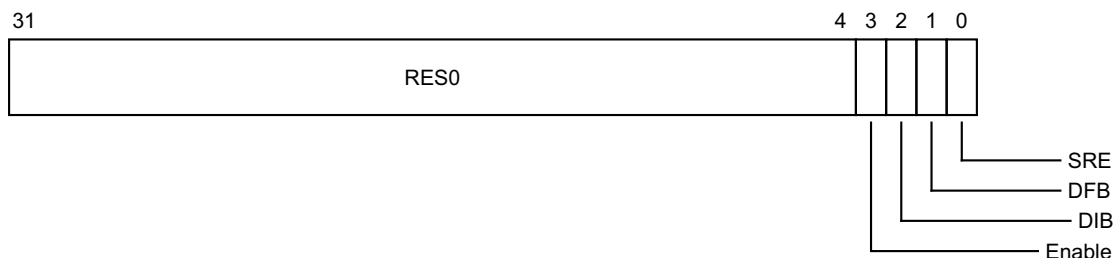 31 4 3 2 1 0
RES0
SRE
DFB
DIB
Enable